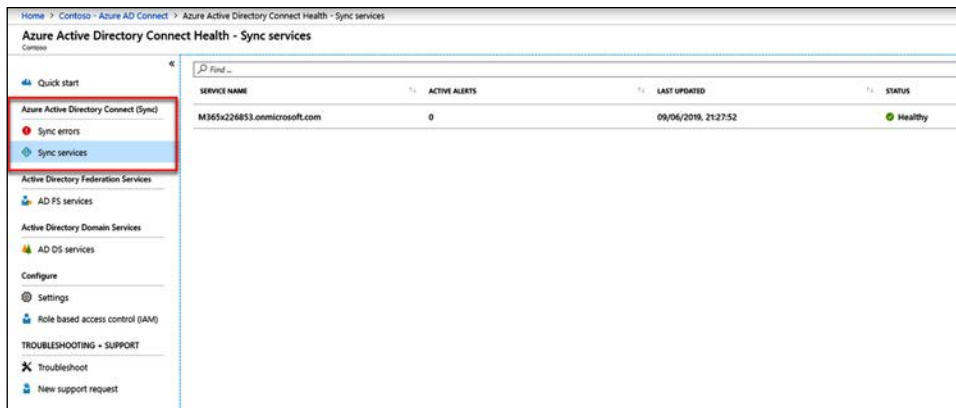 Home > Contoso - Azure AD Connect > Azure Active Directory Connect Health - Sync services
Azure Active Directory Connect Health - Sync services
Contoso
«
Quick start
Azure Active Directory Connect (Sync)
Sync errors
Sync services
Active Directory Federation Services
AD FS services
Active Directory Domain Services
AD DS services
Configure
Settings
Role based access control (IAM)
TROUBLESHOOTING + SUPPORT
Troubleshoot
New support request
Find ...
SERVICE NAME ACTIVE ALERTS LAST UPDATED STATUS
M365x226853.onmicrosoft.com 0 09/06/2019, 21:27:52 Healthy